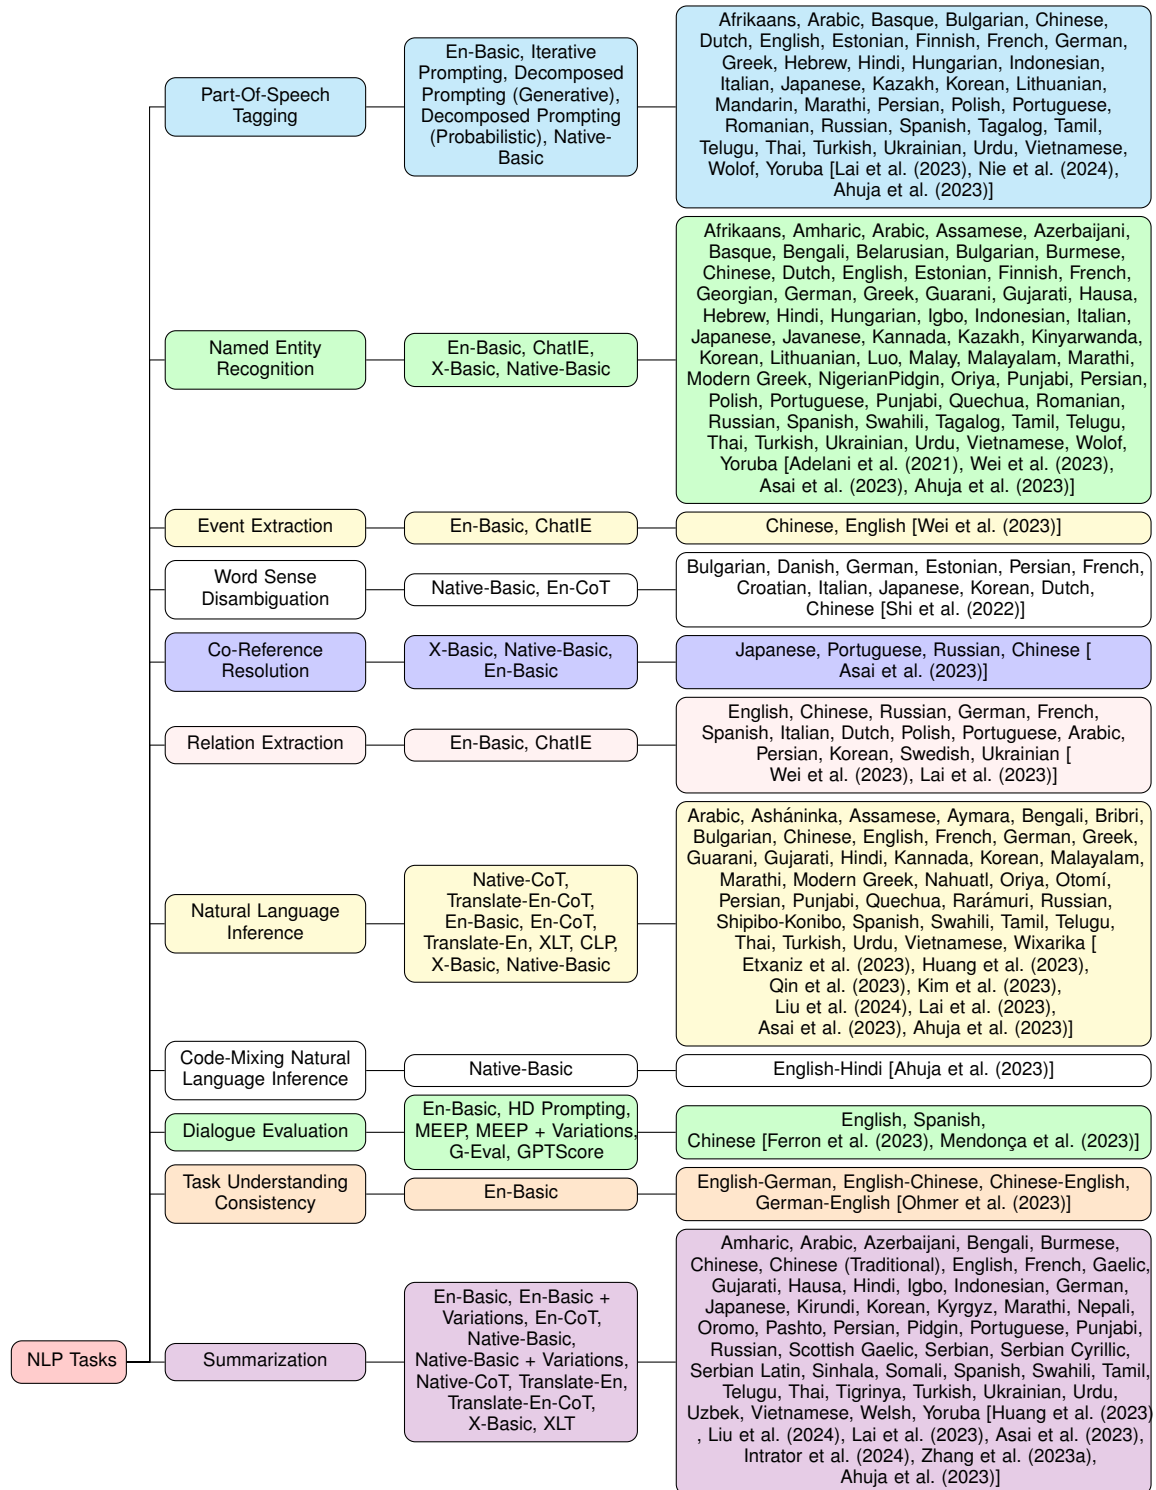 Part-Of-Speech
Tagging
En-Basic, Iterative
Prompting, Decomposed
Prompting (Generative),
Decomposed Prompting
(Probabilistic), Native-
Basic
Afrikaans, Arabic, Basque, Bulgarian, Chinese,
Dutch, English, Estonian, Finnish, French, German,
Greek, Hebrew, Hindi, Hungarian, Indonesian,
Italian, Japanese, Kazakh, Korean, Lithuanian,
Mandarin, Marathi, Persian, Polish, Portuguese,
Romanian, Russian, Spanish, Tagalog, Tamil,
Telugu, Thai, Turkish, Ukrainian, Urdu, Vietnamese,
Wolof, Yoruba [Lai et al. (2023), Nie et al. (2024),
Ahuja et al. (2023)]
Named Entity
Recognition
En-Basic, ChatIE,
X-Basic, Native-Basic
Afrikaans, Amharic, Arabic, Assamese, Azerbaijani,
Basque, Bengali, Belarusian, Bulgarian, Burmese,
Chinese, Dutch, English, Estonian, Finnish, French,
Georgian, German, Greek, Guarani, Gujarati, Hausa,
Hebrew, Hindi, Hungarian, Igbo, Indonesian, Italian,
Japanese, Javanese, Kannada, Kazakh, Kinyarwanda,
Korean, Lithuanian, Luo, Malay, Malayalam, Marathi,
Modern Greek, NigerianPidgin, Oriya, Punjabi, Persian,
Polish, Portuguese, Punjabi, Quechua, Romanian,
Russian, Spanish, Swahili, Tagalog, Tamil, Telugu,
Thai, Turkish, Ukrainian, Urdu, Vietnamese, Wolof,
Yoruba [Adelani et al. (2021), Wei et al. (2023),
Asai et al. (2023), Ahuja et al. (2023)]
Event Extraction
En-Basic, ChatIE
Chinese, English [Wei et al. (2023)]
Word Sense
Disambiguation
Native-Basic, En-CoT
Bulgarian, Danish, German, Estonian, Persian, French,
Croatian, Italian, Japanese, Korean, Dutch,
Chinese [Shi et al. (2022)]
Co-Reference
Resolution
X-Basic, Native-Basic,
En-Basic
Japanese, Portuguese, Russian, Chinese [
Asai et al. (2023)]
Relation Extraction
En-Basic, ChatIE
English, Chinese, Russian, German, French,
Spanish, Italian, Dutch, Polish, Portuguese, Arabic,
Persian, Korean, Swedish, Ukrainian [
Wei et al. (2023), Lai et al. (2023)]
Natural Language
Inference
Native-CoT,
Translate-En-CoT,
En-Basic, En-CoT,
Translate-En, XLT, CLP,
X-Basic, Native-Basic
Arabic, Asháninka, Assamese, Aymara, Bengali, Bribri,
Bulgarian, Chinese, English, French, German, Greek,
Guarani, Gujarati, Hindi, Kannada, Korean, Malayalam,
Marathi, Modern Greek, Nahuatl, Oriya, Otomí,
Persian, Punjabi, Quechua, Rarámuri, Russian,
Shipibo-Konibo, Spanish, Swahili, Tamil, Telugu,
Thai, Turkish, Urdu, Vietnamese, Wixarika [
Etxaniz et al. (2023), Huang et al. (2023),
Qin et al. (2023), Kim et al. (2023),
Liu et al. (2024), Lai et al. (2023),
Asai et al. (2023), Ahuja et al. (2023)]
Code-Mixing Natural
Language Inference
Native-Basic
English-Hindi [Ahuja et al. (2023)]
Dialogue Evaluation
En-Basic, HD Prompting,
MEEP, MEEP + Variations,
G-Eval, GPTScore
English, Spanish,
Chinese [Ferron et al. (2023), Mendonça et al. (2023)]
Task Understanding
Consistency
En-Basic
English-German, English-Chinese, Chinese-English,
German-English [Ohmer et al. (2023)]
NLP Tasks
Summarization
En-Basic, En-Basic +
Variations, En-CoT,
Native-Basic,
Native-Basic + Variations,
Native-CoT, Translate-En,
Translate-En-CoT,
X-Basic, XLT
Amharic, Arabic, Azerbaijani, Bengali, Burmese,
Chinese, Chinese (Traditional), English, French, Gaelic,
Gujarati, Hausa, Hindi, Igbo, Indonesian, German,
Japanese, Kirundi, Korean, Kyrgyz, Marathi, Nepali,
Oromo, Pashto, Persian, Pidgin, Portuguese, Punjabi,
Russian, Scottish Gaelic, Serbian, Serbian Cyrillic,
Serbian Latin, Sinhala, Somali, Spanish, Swahili, Tamil,
Telugu, Thai, Tigrinya, Turkish, Ukrainian, Urdu,
Uzbek, Vietnamese, Welsh, Yoruba [Huang et al. (2023)
, Liu et al. (2024), Lai et al. (2023), Asai et al. (2023),
Intrator et al. (2024), Zhang et al. (2023a),
Ahuja et al. (2023)]